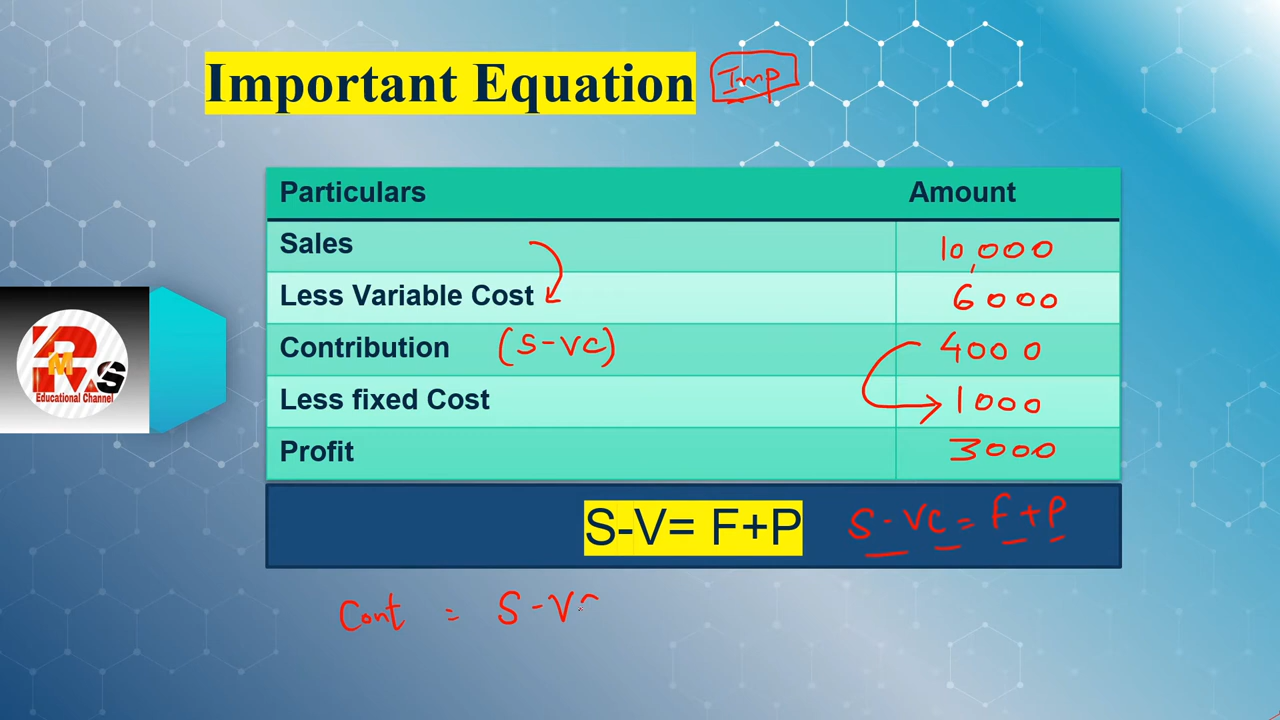 Important Equation Imp
Particulars Amount
Sales 10,000
Less Variable Cost 6000
Contribution (S-VC) 4000
Less fixed Cost 1000
Profit 3000
S-V= F+P S-VC = F+P
Cont = S-V
MS
Educational Channel